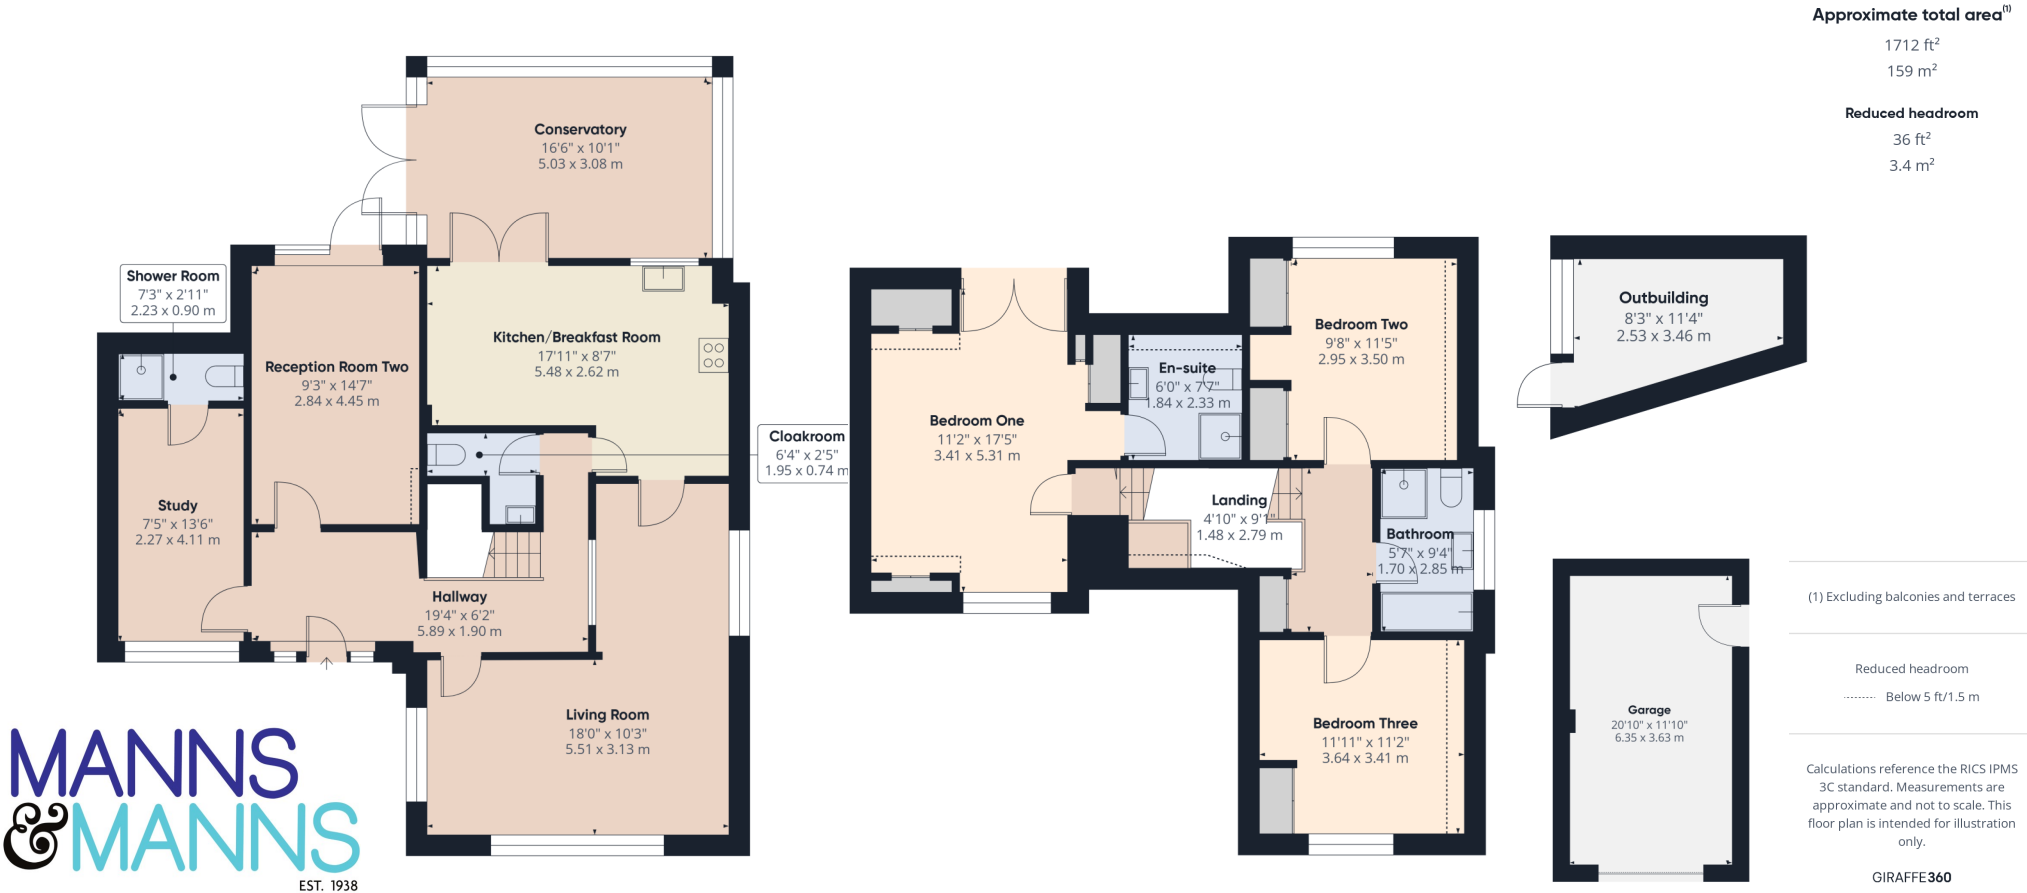 Approximate total area(1)
1712 ft²
159 m²
Reduced headroom
36 ft²
3.4 m²
Conservatory
16'6" x 10'1"
5.03 x 3.08 m
Shower Room
7'3" x 2'11"
2.23 x 0.90 m
Kitchen/Breakfast Room
17'11" x 8'7"
5.48 x 2.62 m
Reception Room Two
9'3" x 14'7"
2.84 x 4.45 m
Cloakroom
6'4" x 2'5"
1.95 x 0.74 m
Study
7'5" x 13'6"
2.27 x 4.11 m
Hallway
19'4" x 6'2"
5.89 x 1.90 m
Living Room
18'0" x 10'3"
5.51 x 3.13 m
Bedroom One
11'2" x 17'5"
3.41 x 5.31 m
En-suite
6'0" x 7'7"
1.84 x 2.33 m
Bedroom Two
9'8" x 11'5"
2.95 x 3.50 m
Landing
4'10" x 9'1"
1.48 x 2.79 m
Bathroom
5'7" x 9'4"
1.70 x 2.85 m
Bedroom Three
11'11" x 11'2"
3.64 x 3.41 m
Outbuilding
8'3" x 11'4"
2.53 x 3.46 m
Garage
20'10" x 11'10"
6.35 x 3.63 m
(1) Excluding balconies and terraces
Reduced headroom
Below 5 ft/1.5 m
Calculations reference the RICS IPMS
3C standard. Measurements are
approximate and not to scale. This
floor plan is intended for illustration
only.
GIRAFFE360
MANNS
&MANNS
EST. 1938